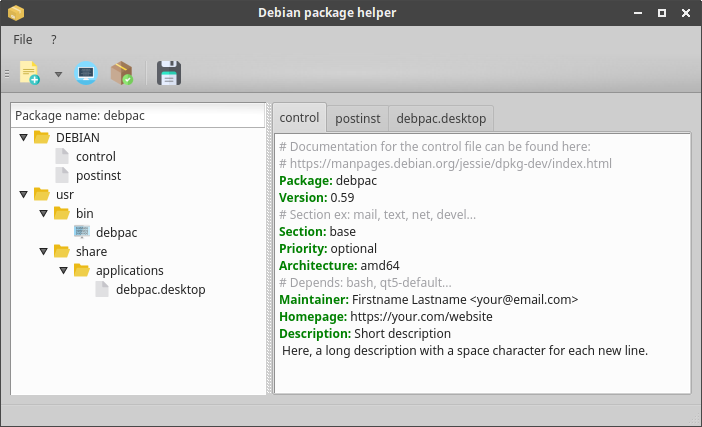 Debian package helper
File ?
Package name: debpac
DEBIAN
control
postinst
usr
bin
debpac
share
applications
debpac.desktop
control postinst debpac.desktop
# Documentation for the control file can be found here:
# https://manpages.debian.org/jessie/dpkg-dev/index.html
Package: debpac
Version: 0.59
# Section ex: mail, text, net, devel...
Section: base
Priority: optional
Architecture: amd64
# Depends: bash, qt5-default...
Maintainer: Firstname Lastname <your@email.com>
Homepage: https://your.com/website
Description: Short description
Here, a long description with a space character for each new line.